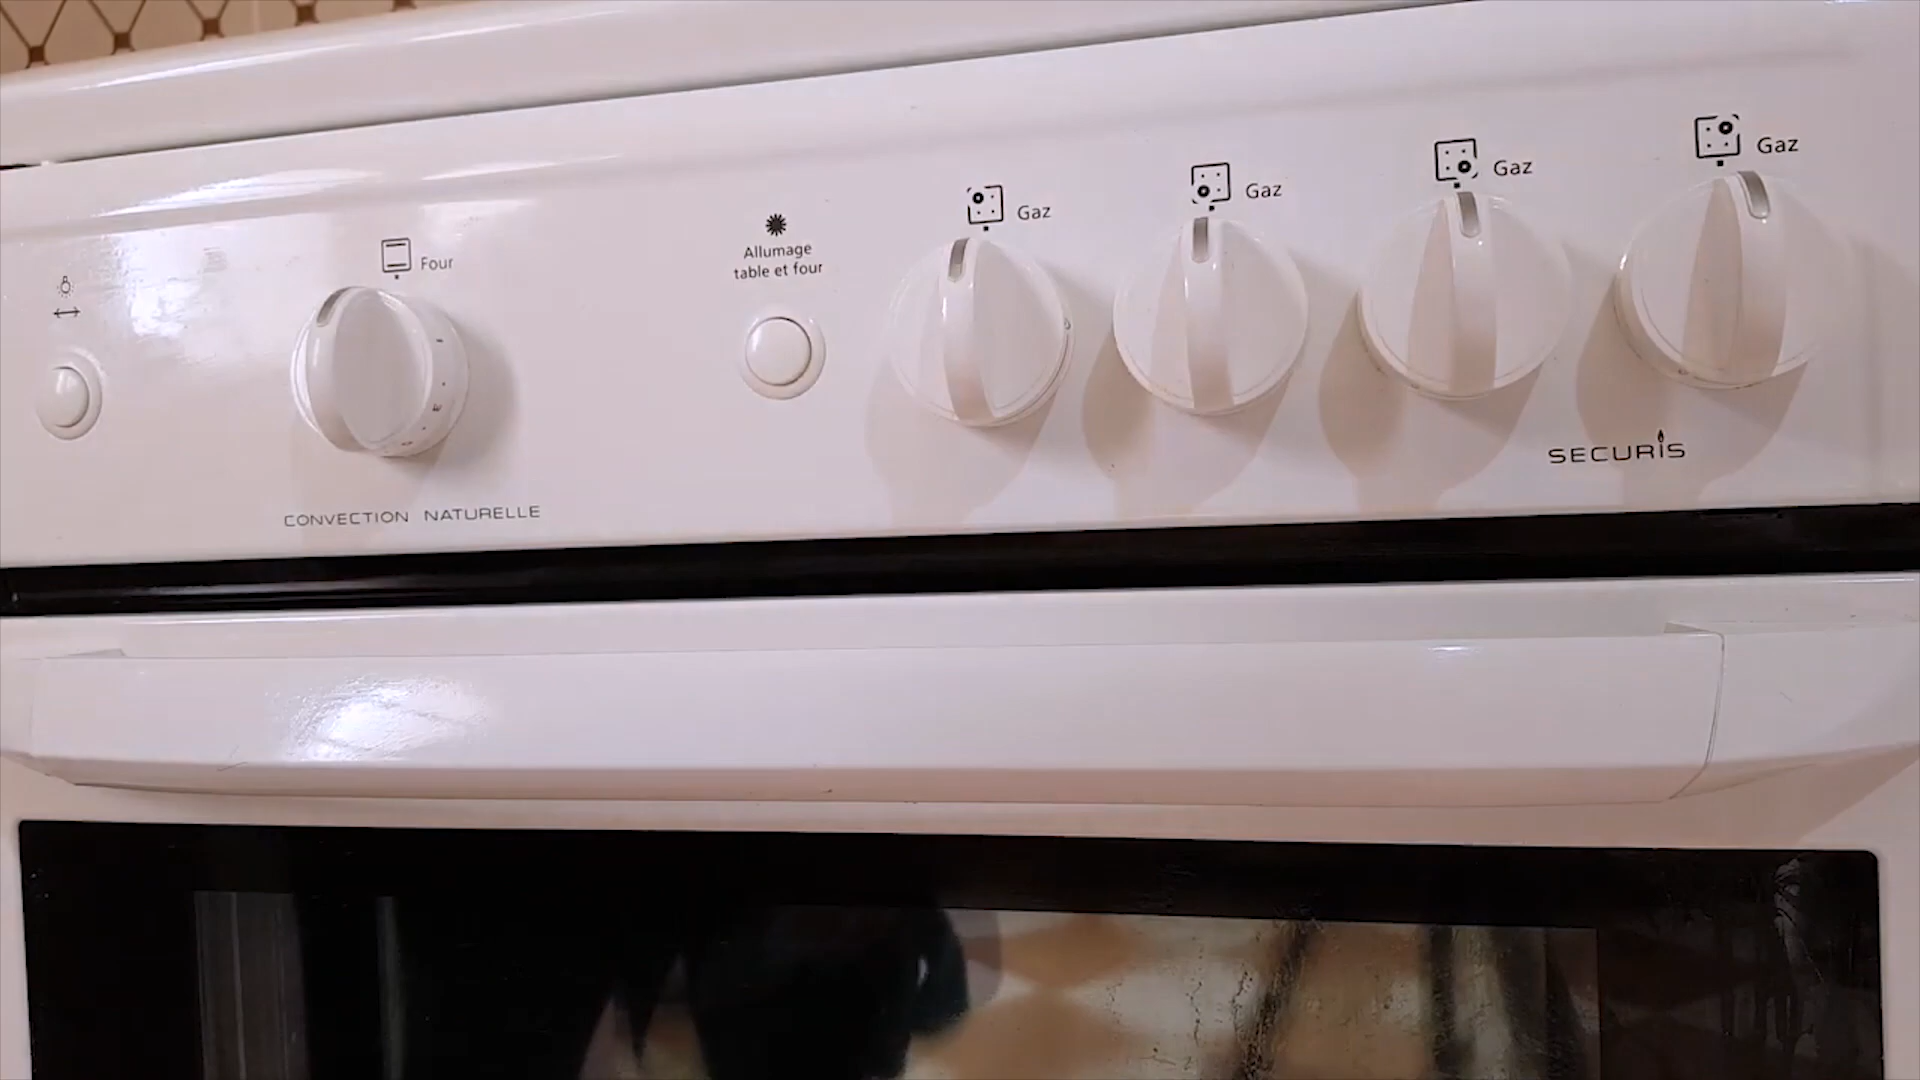 Four
Allumage
table et four
Gaz
Gaz
Gaz
Gaz
SECURIS
CONVECTION NATURELLE